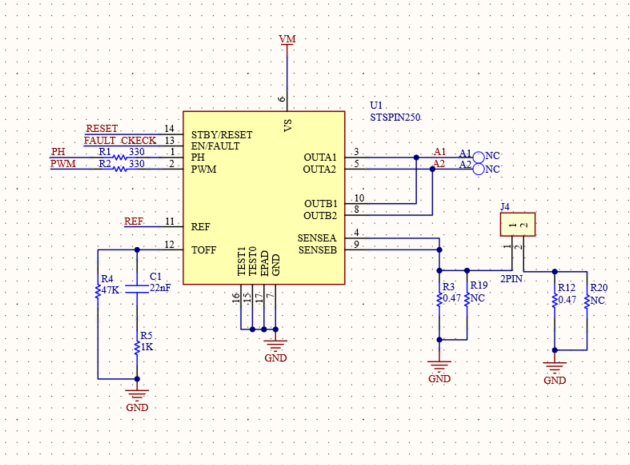 VM
6
VS
U1
STSPIN250
RESET 14 STBY/RESET
FAULT_CKECK 13 EN/FAULT
PH R1 330 1 PH
PWM R2 330 2 PWM
OUTA1 3 A1 A1 NC
OUTA2 5 A2 A2 NC
OUTB1 10
OUTB2 8
REF 11 REF
SENSEA 4
12 TOFF
SENSEB 9
J4
1 2
1 2
2PIN
TEST1 TEST0 EPAD GND
16 15 17 7
GND
R4
47K
C1
22nF
R5
1K
GND
R3
0.47
R19
NC
GND
R12
0.47
R20
NC
GND